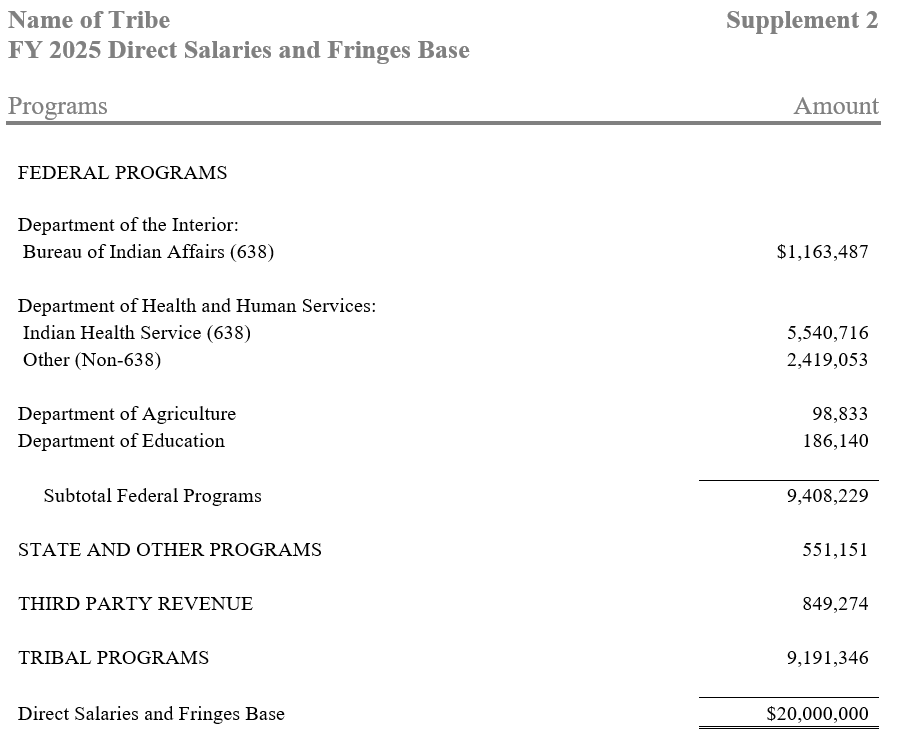 Name of Tribe Supplement 2
FY 2025 Direct Salaries and Fringes Base
Programs Amount
FEDERAL PROGRAMS
Department of the Interior:
Bureau of Indian Affairs (638) $1,163,487
Department of Health and Human Services:
Indian Health Service (638) 5,540,716
Other (Non-638) 2,419,053
Department of Agriculture 98,833
Department of Education 186,140
Subtotal Federal Programs 9,408,229
STATE AND OTHER PROGRAMS 551,151
THIRD PARTY REVENUE 849,274
TRIBAL PROGRAMS 9,191,346
Direct Salaries and Fringes Base $20,000,000